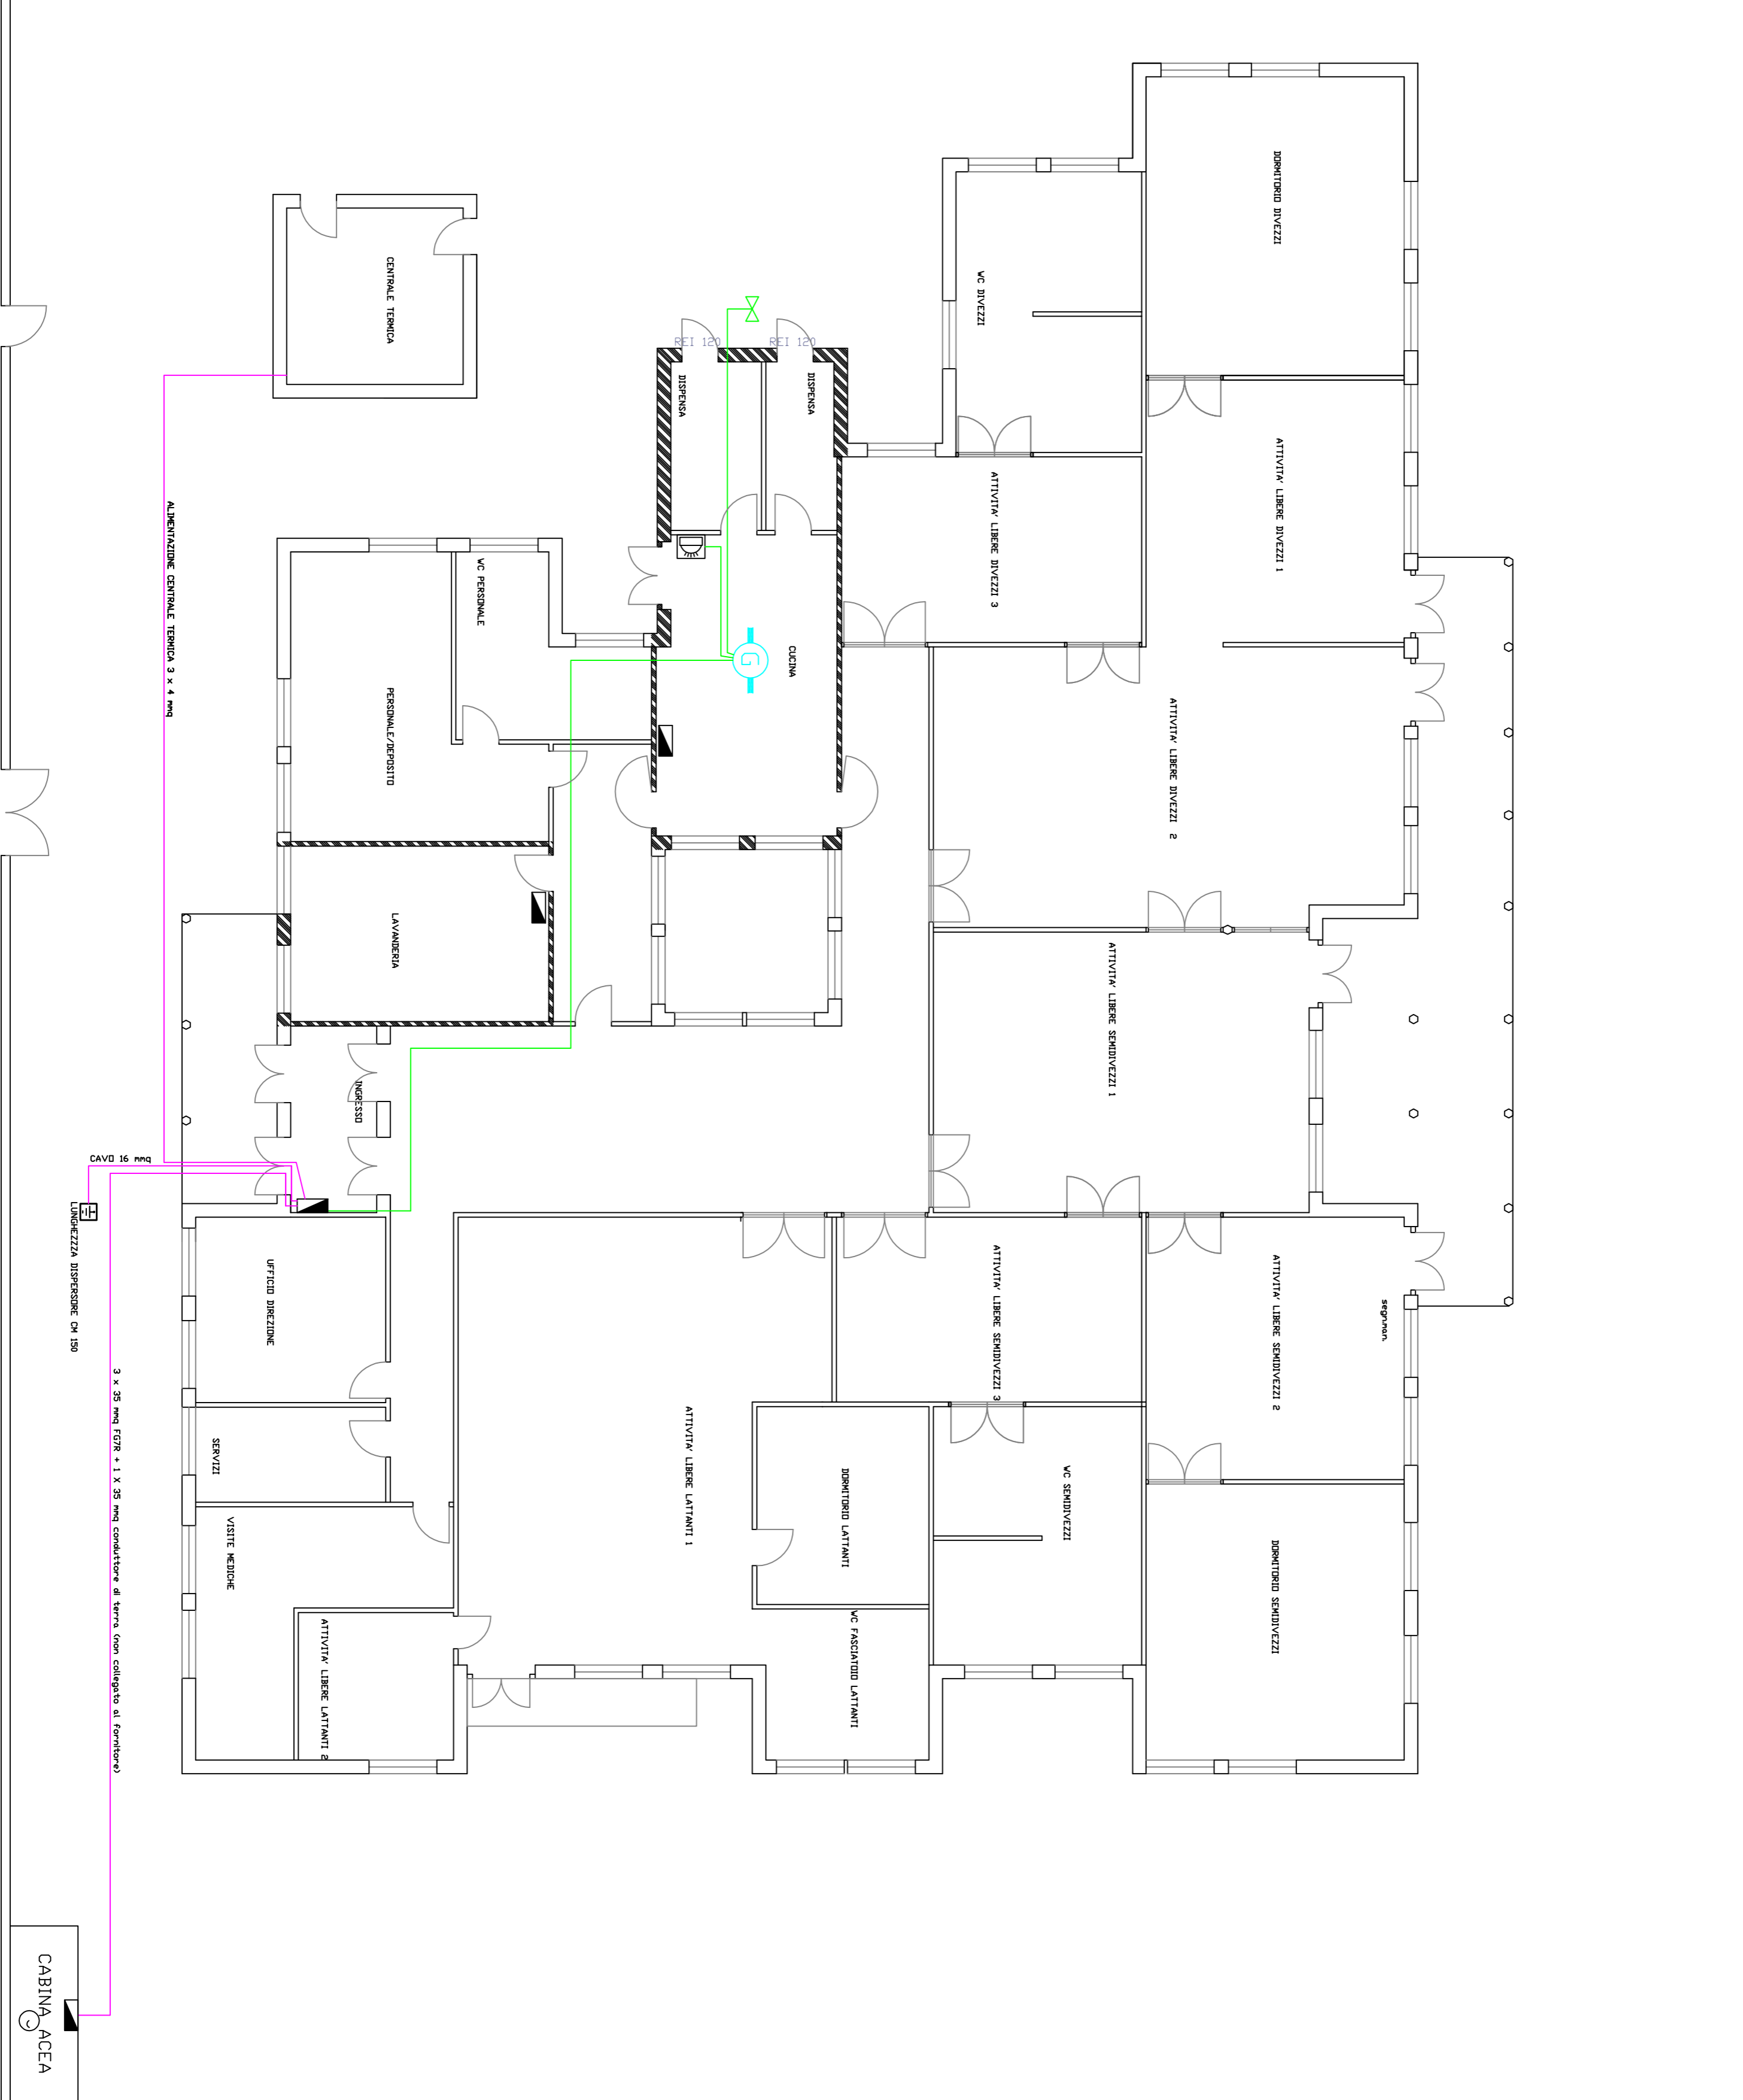 DORMITORIO DIVEZZI
WC DIVEZZI
CENTRALE TERMICA
REI 120
REI 120
DISPENSA
DISPENSA
ATTIVITA' LIBERE DIVEZZI 1
ATTIVITA' LIBERE DIVEZZI 3
ALIMENTAZIONE CENTRALE TERMICA 3 x 4 mmq
WC PERSONALE
CUCINA
G
PERSONALE/DEPOSITO
ATTIVITA' LIBERE DIVEZZI 2
LAVANDERIA
ATTIVITA' LIBERE SEMIDIVEZZI 1
INGRESSO
CAVO 16 mmq
LUNGHEZZZA DISPERSORE CM 150
UFFICIO DIREZIONE
ATTIVITA' LIBERE SEMIDIVEZZI 3
ATTIVITA' LIBERE SEMIDIVEZZI 2
segn.man.
3 x 35 mmq FG7R + 1 X 35 mmq conduttore di terra (non collegato al fornitore)
SERVIZI
ATTIVITA' LIBERE LATTANTI 1
DORMITORIO LATTANTI
WC SEMIDIVEZZI
VISITE MEDICHE
DORMITORIO SEMIDIVEZZI
ATTIVITA' LIBERE LATTANTI 2
WC FASCIATOIO LATTANTI
CABINA ACEA